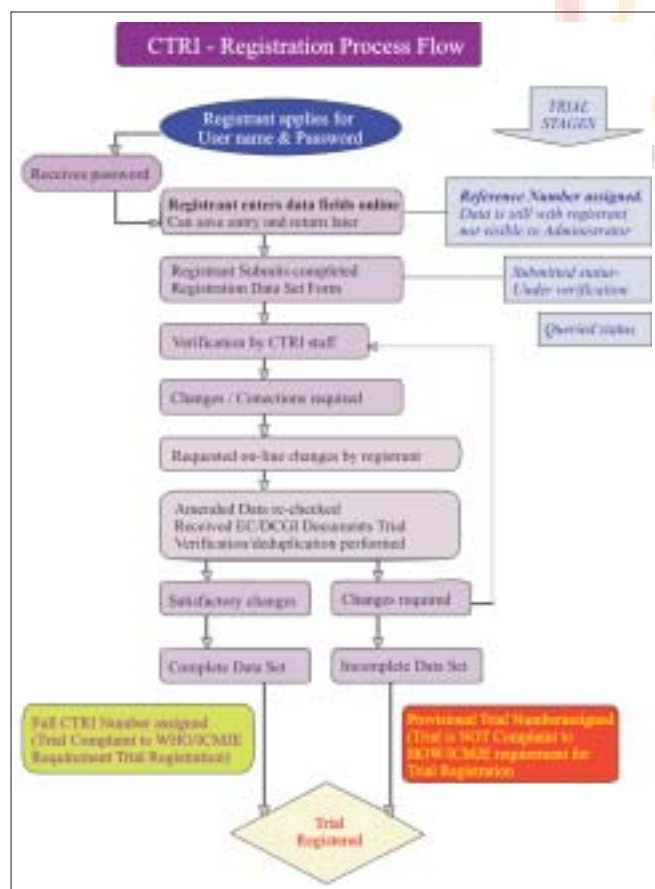 CTRI - Registration Process Flow
Registrant applies for
User name & Password
TRIAL
STAGES
Receives password
Registrant enters data fields online
Can save entry and return later
Reference Number assigned.
Data is still with registrant
not visible to Administrator
Registrant Submits completed
Registration Data Set Form
Submitted status-
Under verification
Queried status
Verification by CTRI staff
Changes / Corrections required
Requested on-line changes by registrant
Amended Data re-checked
Received EC/DCGI Documents Trial
Verification/deduplication performed
Satisfactory changes
Changes required
Complete Data Set
Incomplete Data Set
Full CTRI Number assigned
(Trial Complaint to WHO/ICMJE
Requirement Trial Registration)
Provisional Trial Numberassigned
(Trial is NOT Complaint to
HOW/ICMJE requirement for
Trial Registration
Trial
Registered